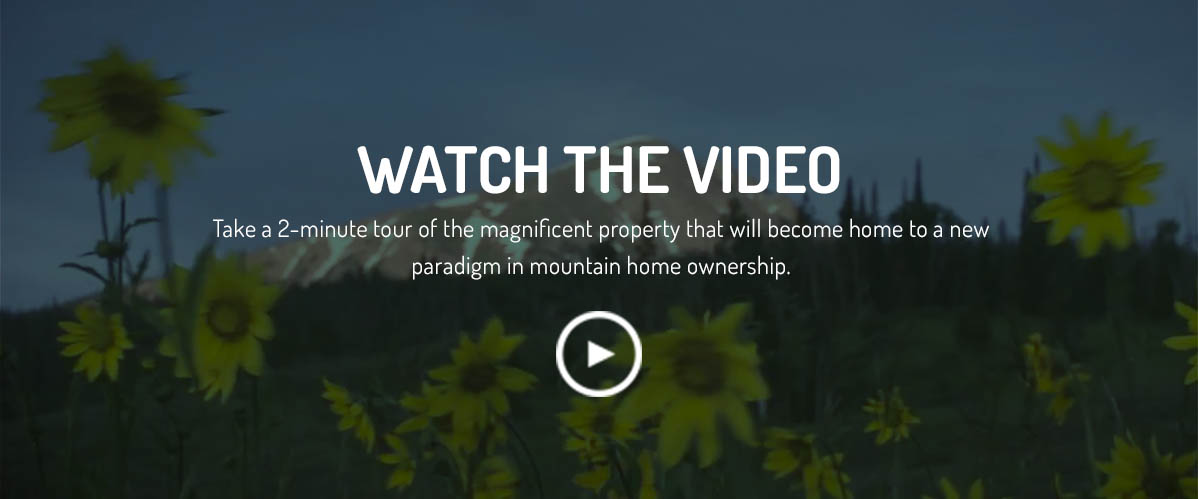 WATCH THE VIDEO
Take a 2-minute tour of the magnificent property that will become home to a new
paradigm in mountain home ownership.